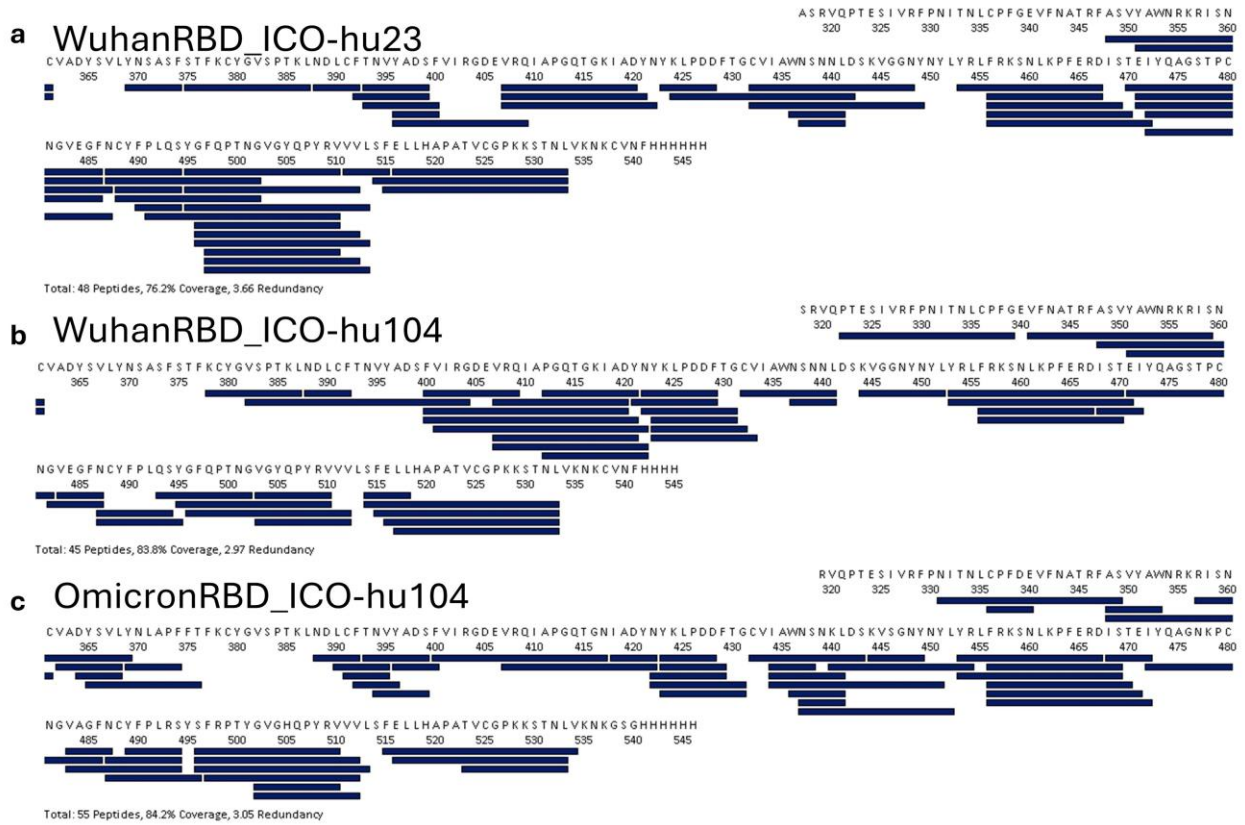 a WuhanRBD_ICO-hu23
ASRVQPTESIVRFPNITNLCPFGEVFNATRFASVYAWNRKRISN
320 325 330 335 340 345 350 355 360
CVADYSVLYNSASFSTFKCYGVSPTKLNDLCFTNVYADSFVIRGDEVRQIAPGQTGKIADYNYKLPDDFTGCVIAWNSNNLDSKVGGNYNYLYRLFRKSNLKPFERDISTEIYQAGSTPC
365 370 375 380 385 390 395 400 405 410 415 420 425 430 435 440 445 450 455 460 465 470 475 480
NGVEGFNCYFPLQSYGFQPTNGVGYQPYRVVVLSFELLHAPATVCGPKKSTNLVKNKCVNFHHHHHH
485 490 495 500 505 510 515 520 525 530 535 540 545
Total: 48 Peptides, 76.2% Coverage, 3.66 Redundancy
b WuhanRBD_ICO-hu104
SRVQPTESIVRFPNITNLCPFGEVFNATRFASVYAWNRKRISN
320 325 330 335 340 345 350 355 360
CVADYSVLYNSASFSTFKCYGVSPTKLNDLCFTNVYADSFVIRGDEVRQIAPGQTGKIADYNYKLPDDFTGCVIAWNSNNLDSKVGGNYNYLYRLFRKSNLKPFERDISTEIYQAGSTPC
365 370 375 380 385 390 395 400 405 410 415 420 425 430 435 440 445 450 455 460 465 470 475 480
NGVEGFNCYFPLQSYGFQPTNGVGYQPYRVVVLSFELLHAPATVCGPKKSTNLVKNKCVNFHHHH
485 490 495 500 505 510 515 520 525 530 535 540 545
Total: 45 Peptides, 83.8% Coverage, 2.97 Redundancy
c OmicronRBD_ICO-hu104
RVQPTESIVRFPNITNLCPFDEVFNATRFASVYAWNRKRISN
320 325 330 335 340 345 350 355 360
CVADYSVLYNLAPFFTFKCYGVSPTKLNDLCFTNVYADSFVIRGDEVRQIAPGQTGNIADYNYKLPDDFTGCVIAWNSNKLDSKVSGNYNYLYRLFRKSNLKPFERDISTEIYQAGNKPC
365 370 375 380 385 390 395 400 405 410 415 420 425 430 435 440 445 450 455 460 465 470 475 480
NGVAGFNCYFPLRSYSFRPTYGVGHQPYRVVVLSFELLHAPATVCGPKKSTNLVKNKGSGHHHHHH
485 490 495 500 505 510 515 520 525 530 535 540 545
Total: 55 Peptides, 84.2% Coverage, 3.05 Redundancy